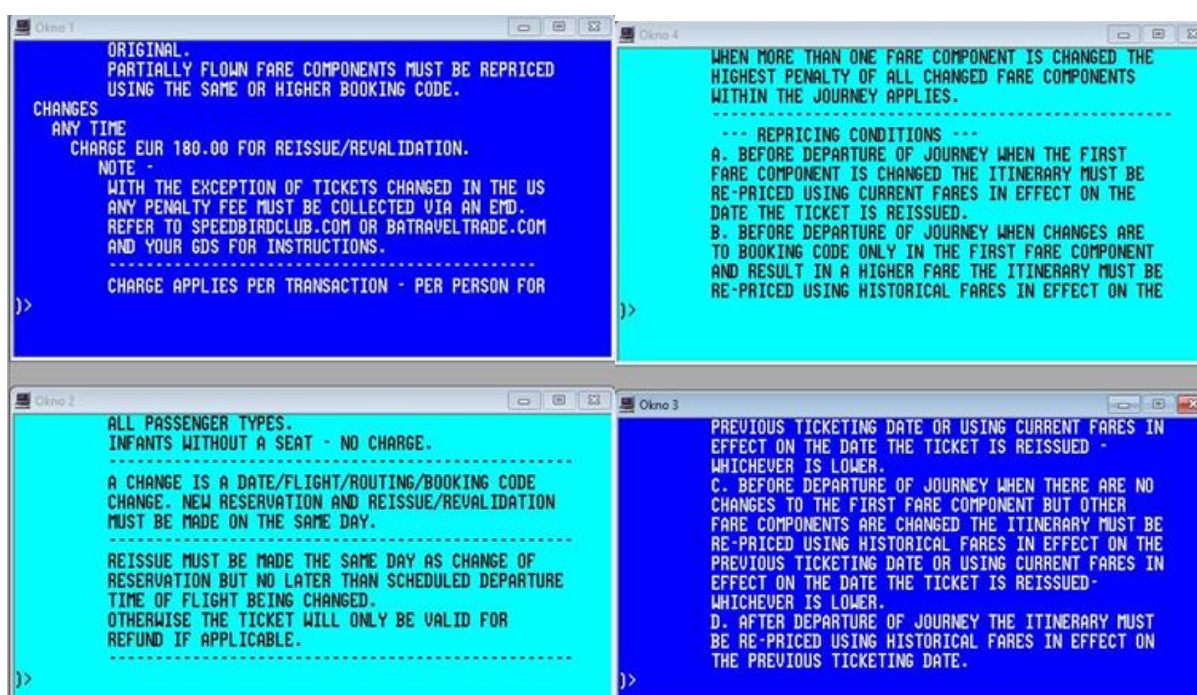 Okno 1
ORIGINAL.
PARTIALLY FLOWN FARE COMPONENTS MUST BE REPRICED
USING THE SAME OR HIGHER BOOKING CODE.
CHANGES
ANY TIME
CHARGE EUR 180.00 FOR REISSUE/REVALIDATION.
NOTE -
WITH THE EXCEPTION OF TICKETS CHANGED IN THE US
ANY PENALTY FEE MUST BE COLLECTED VIA AN EMD.
REFER TO SPEEDBIRDCLUB.COM OR BATRAVELTRADE.COM
AND YOUR GDS FOR INSTRUCTIONS.
------------------------------------------------
CHARGE APPLIES PER TRANSACTION - PER PERSON FOR
)>
Okno 2
ALL PASSENGER TYPES.
INFANTS WITHOUT A SEAT - NO CHARGE.
------------------------------------------------
A CHANGE IS A DATE/FLIGHT/ROUTING/BOOKING CODE
CHANGE. NEW RESERVATION AND REISSUE/REVALIDATION
MUST BE MADE ON THE SAME DAY.
------------------------------------------------
REISSUE MUST BE MADE THE SAME DAY AS CHANGE OF
RESERVATION BUT NO LATER THAN SCHEDULED DEPARTURE
TIME OF FLIGHT BEING CHANGED.
OTHERWISE THE TICKET WILL ONLY BE VALID FOR
REFUND IF APPLICABLE.
------------------------------------------------
)>
Okno 4
WHEN MORE THAN ONE FARE COMPONENT IS CHANGED THE
HIGHEST PENALTY OF ALL CHANGED FARE COMPONENTS
WITHIN THE JOURNEY APPLIES.
------------------------------------------------
--- REPRICING CONDITIONS ---
A. BEFORE DEPARTURE OF JOURNEY WHEN THE FIRST
FARE COMPONENT IS CHANGED THE ITINERARY MUST BE
RE-PRICED USING CURRENT FARES IN EFFECT ON THE
DATE THE TICKET IS REISSUED.
B. BEFORE DEPARTURE OF JOURNEY WHEN CHANGES ARE
TO BOOKING CODE ONLY IN THE FIRST FARE COMPONENT
AND RESULT IN A HIGHER FARE THE ITINERARY MUST BE
RE-PRICED USING HISTORICAL FARES IN EFFECT ON THE
)>
Okno 3
PREVIOUS TICKETING DATE OR USING CURRENT FARES IN
EFFECT ON THE DATE THE TICKET IS REISSUED -
WHICHEVER IS LOWER.
C. BEFORE DEPARTURE OF JOURNEY WHEN THERE ARE NO
CHANGES TO THE FIRST FARE COMPONENT BUT OTHER
FARE COMPONENTS ARE CHANGED THE ITINERARY MUST BE
RE-PRICED USING HISTORICAL FARES IN EFFECT ON THE
PREVIOUS TICKETING DATE OR USING CURRENT FARES IN
EFFECT ON THE DATE THE TICKET IS REISSUED-
WHICHEVER IS LOWER.
D. AFTER DEPARTURE OF JOURNEY THE ITINERARY MUST
BE RE-PRICED USING HISTORICAL FARES IN EFFECT ON
THE PREVIOUS TICKETING DATE.
)>